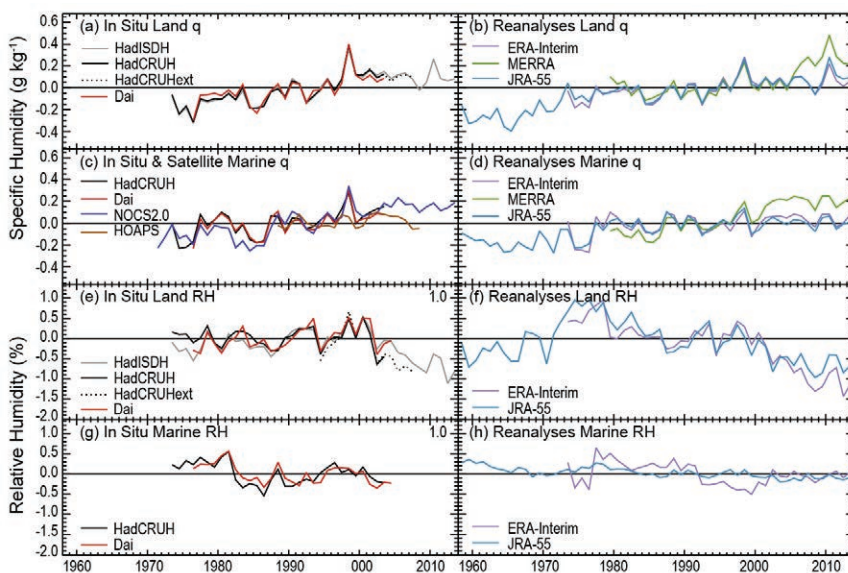 (a) In Situ Land q
HadISDH
HadCRUH
HadCRUHext
Dai
0.6
0.4
0.2
0.0
-0.2
-0.4
(b) Reanalyses Land q
ERA-Interim
MERRA
JRA-55
Specific Humidity (g kg⁻¹)
(c) In Situ & Satellite Marine q
HadCRUH
Dai
NOCS2.0
HOAPS
0.4
0.2
0.0
-0.2
-0.4
(d) Reanalyses Marine q
ERA-Interim
MERRA
JRA-55
(e) In Situ Land RH
1.0
HadISDH
HadCRUH
HadCRUHext
Dai
1.0
0.5
0.0
-0.5
-1.0
-1.5
-2.0
(f) Reanalyses Land RH
ERA-Interim
JRA-55
Relative Humidity (%)
(g) In Situ Marine RH
1.0
HadCRUH
Dai
0.5
0.0
-0.5
-1.0
-1.5
-2.0
(h) Reanalyses Marine RH
ERA-Interim
JRA-55
1960 1970 1980 1990 2000 2010 1960 1970 1980 1990 2000 2010